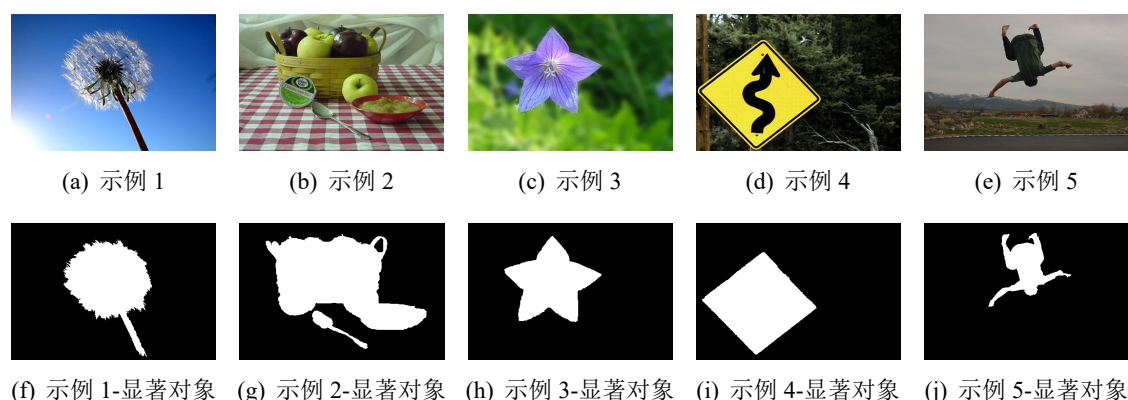 (a) 示例 1
(b) 示例 2
(c) 示例 3
(d) 示例 4
(e) 示例 5
(f) 示例 1-显著对象
(g) 示例 2-显著对象
(h) 示例 3-显著对象
(i) 示例 4-显著对象
(j) 示例 5-显著对象